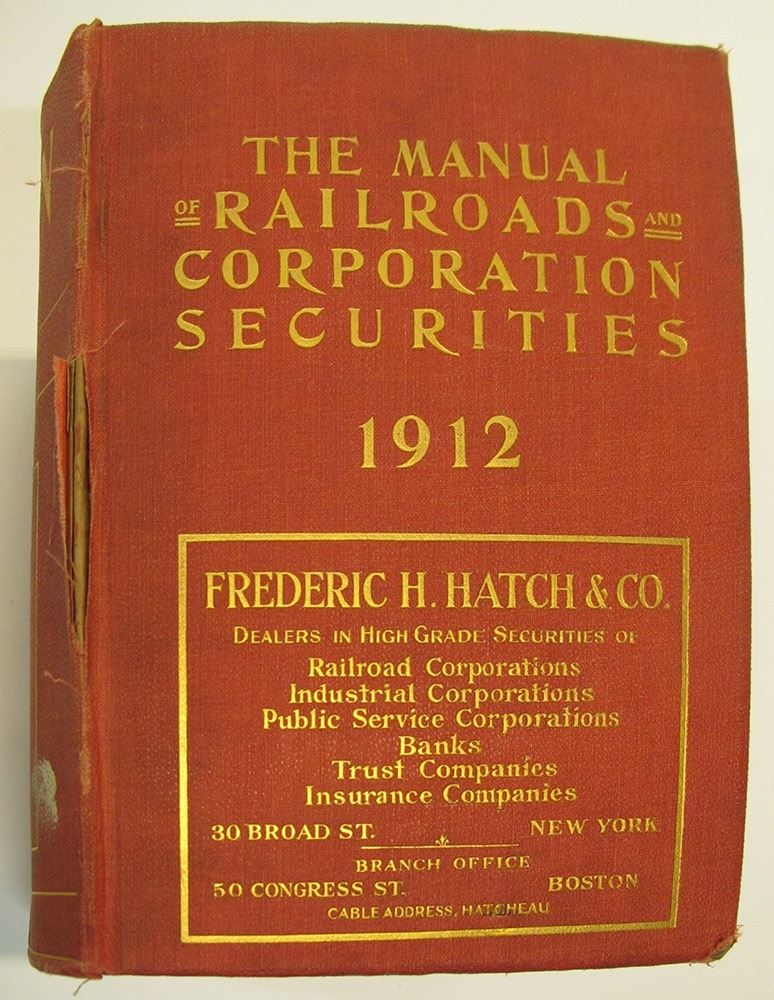 THE MANUAL
OF RAILROADS AND
CORPORATION
SECURITIES
1912
FREDERIC H. HATCH & CO.
DEALERS IN HIGH GRADE SECURITIES OF
Railroad Corporations
Industrial Corporations
Public Service Corporations
Banks
Trust Companies
Insurance Companies
30 BROAD ST. NEW YORK
BRANCH OFFICE
50 CONGRESS ST. BOSTON
CABLE ADDRESS, HATCHEAU